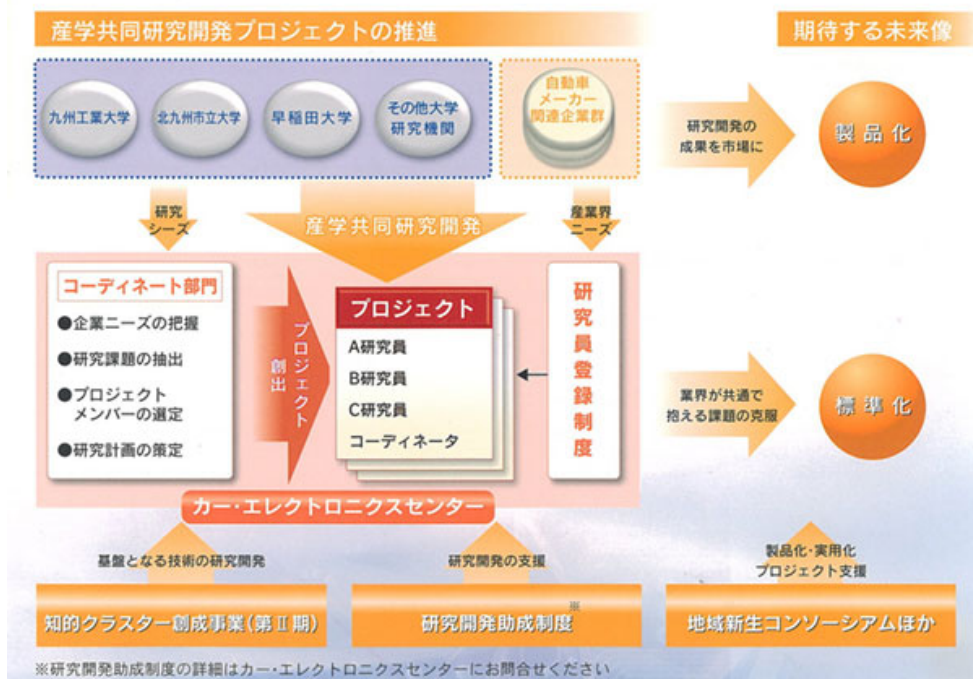 産学共同研究開発プロジェクトの推進
期待する未来像
九州工業大学
北九州市立大学
早稲田大学
その他大学
研究機関
自動車
メーカー
関連企業群
研究開発の
成果を市場に
製品化
研究
シーズ
産学共同研究開発
産業界
ニーズ
コーディネート部門
●企業ニーズの把握
●研究課題の抽出
●プロジェクト
メンバーの選定
●研究計画の策定
プロジェクト
創出
プロジェクト
A研究員
B研究員
C研究員
コーディネータ
研究員登録制度
業界が共通で
抱える課題の克服
標準化
カー・エレクトロニクスセンター
基盤となる技術の研究開発
研究開発の支援
製品化・実用化
プロジェクト支援
知的クラスター創成事業(第Ⅱ期)
研究開発助成制度※
地域新生コンソーシアムほか
※研究開発助成制度の詳細はカー・エレクトロニクスセンターにお問合せください